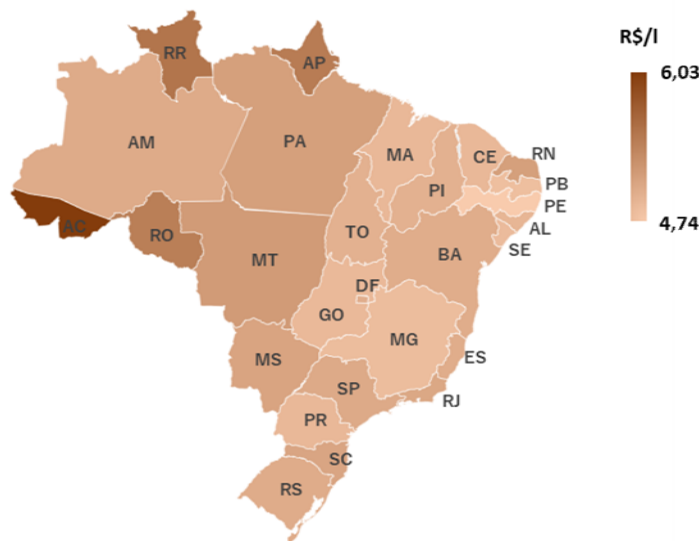 R$/l
6,03
4,74
RR
AP
AM
PA
MA
CE
RN
PI
PB
PE
AC
RO
TO
AL
MT
BA
SE
DF
GO
MG
MS
ES
SP
RJ
PR
SC
RS